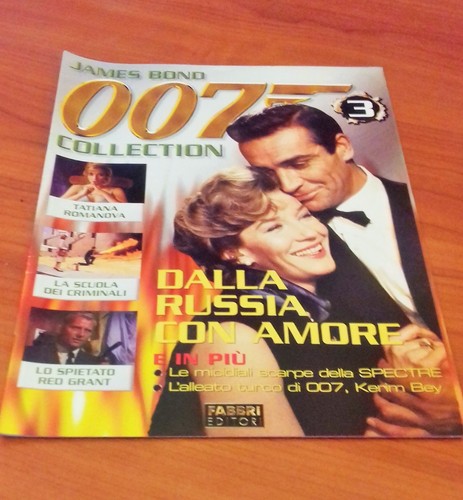 JAMES BOND
007
COLLECTION
3
TATIANA
ROMANOVA
LA SCUOLA
DEI CRIMINALI
LO SPIETATO
RED GRANT
DALLA
RUSSIA
CON AMORE
E IN PIÙ
• Le micidiali scarpe della SPECTRE
• L'alleato turco di 007, Kerim Bey
FABBRI
EDITORI